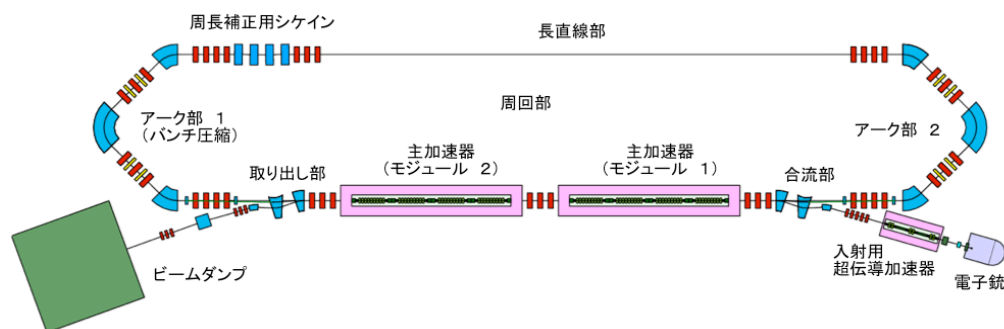 周長補正用シケイン
長直線部
周回部
アーク部 1
(バンチ圧縮)
アーク部 2
取り出し部
主加速器
(モジュール 2)
主加速器
(モジュール 1)
合流部
ビームダンプ
入射用
超伝導加速器
電子銃